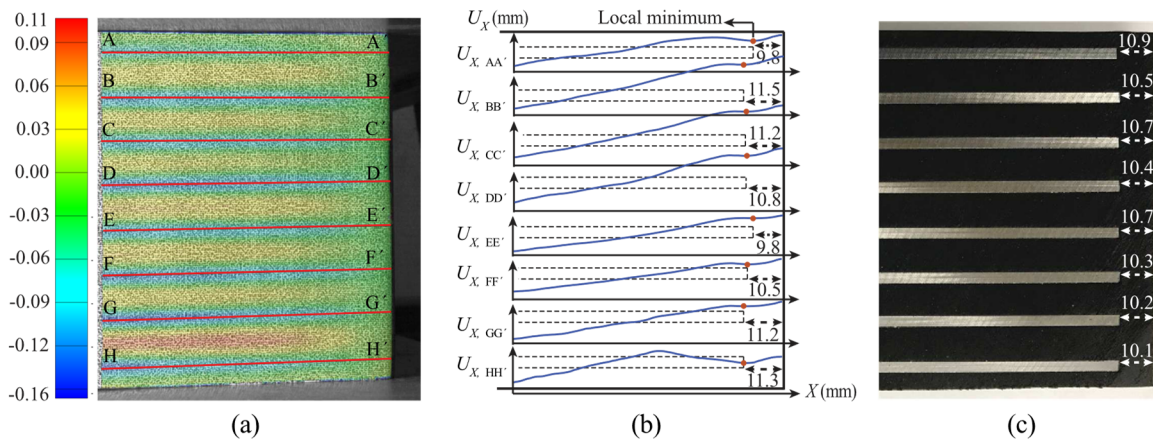 0.11
0.09
0.06
0.03
0.00
-0.03
-0.06
-0.09
-0.12
-0.16
A A´
B B´
C C´
D D´
E E´
F F´
G G´
H H´
(a)
U_X (mm) Local minimum
U_X, AA´ 9.8
U_X, BB´ 11.5
U_X, CC´ 11.2
U_X, DD´ 10.8
U_X, EE´ 9.8
U_X, FF´ 10.5
U_X, GG´ 11.2
U_X, HH´ 11.3
X (mm)
(b)
10.9
10.5
10.7
10.4
10.7
10.3
10.2
10.1
(c)